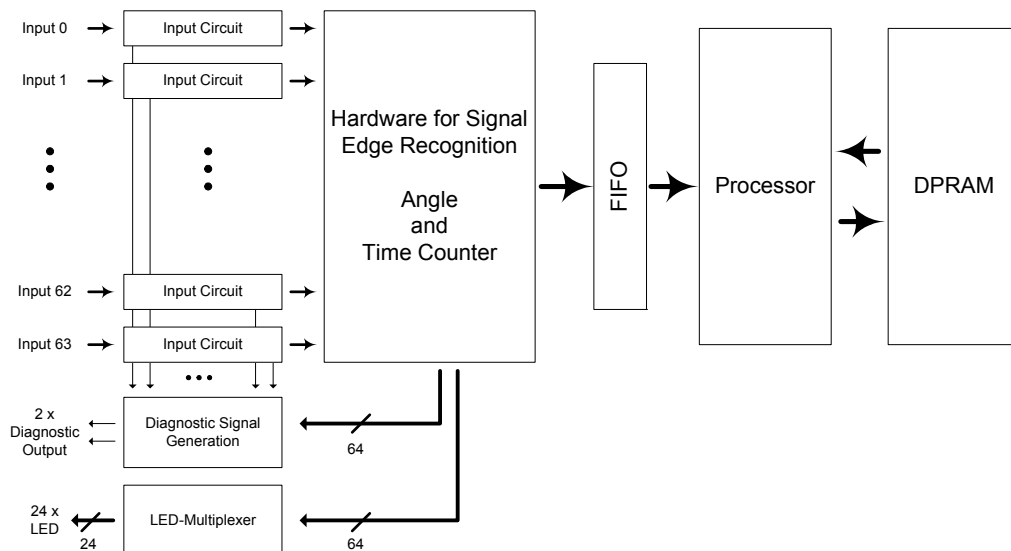 Input 0
Input Circuit
Input 1
Input Circuit
Hardware for Signal
Edge Recognition
Angle
and
Time Counter
FIFO
Processor
DPRAM
Input 62
Input Circuit
Input 63
Input Circuit
2 x
Diagnostic
Output
Diagnostic Signal
Generation
64
24 x
LED
24
LED-Multiplexer
64